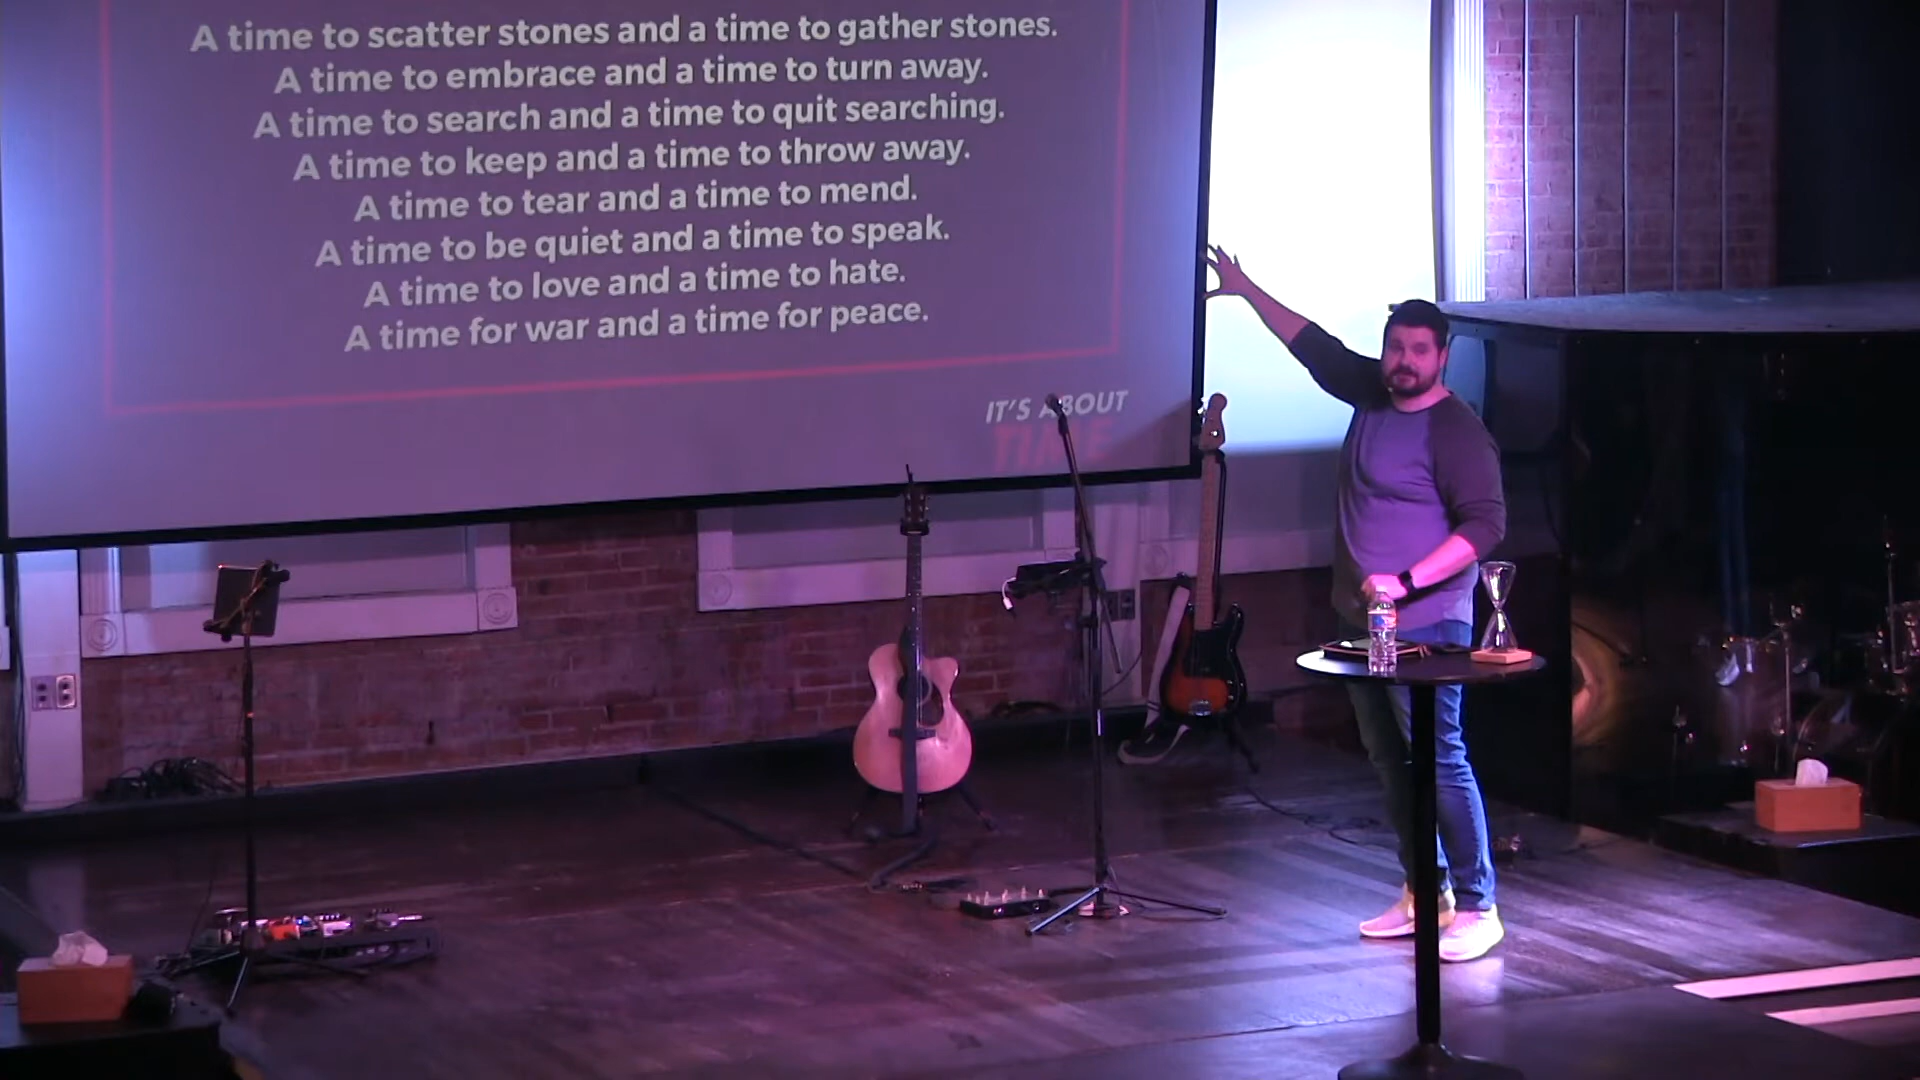 A time to scatter stones and a time to gather stones.
A time to embrace and a time to turn away.
A time to search and a time to quit searching.
A time to keep and a time to throw away.
A time to tear and a time to mend.
A time to be quiet and a time to speak.
A time to love and a time to hate.
A time for war and a time for peace.
IT'S ABOUT
TIME